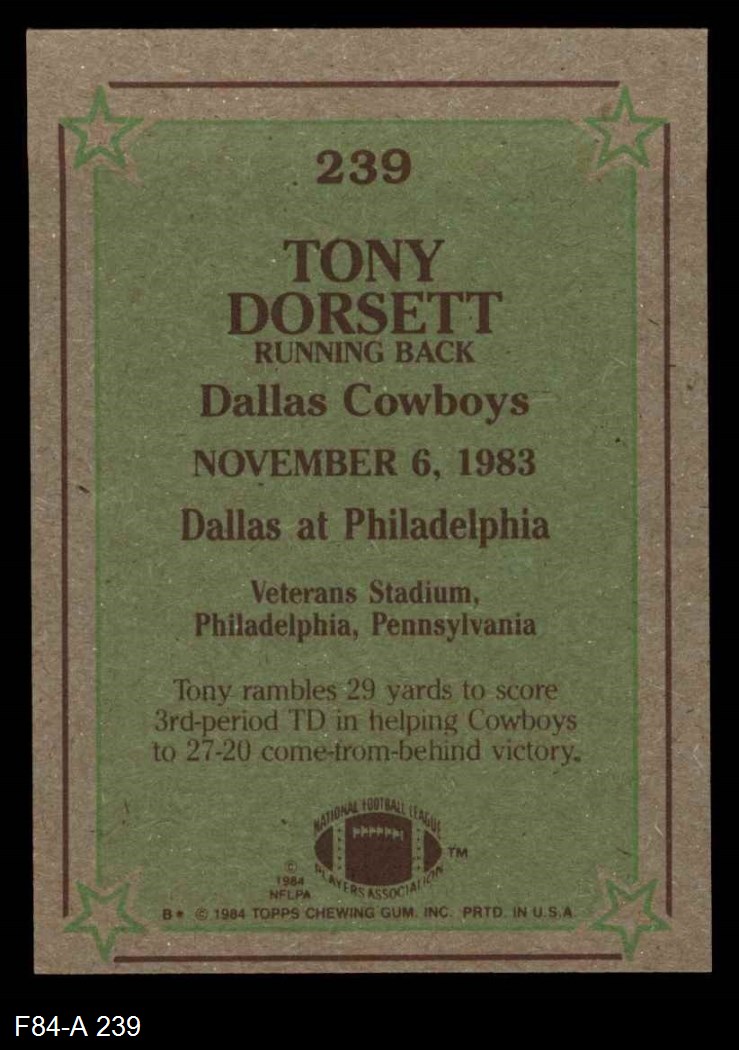 239
TONY
DORSETT
RUNNING BACK
Dallas Cowboys
NOVEMBER 6, 1983
Dallas at Philadelphia
Veterans Stadium,
Philadelphia, Pennsylvania
Tony rambles 29 yards to score
3rd-period TD in helping Cowboys
to 27-20 come-from-behind victory.
NATIONAL FOOTBALL LEAGUE
PLAYERS ASSOCIATION
TM
©
1984
NFLPA
B* © 1984 TOPPS CHEWING GUM, INC. PRTD. IN U.S.A.
F84-A 239